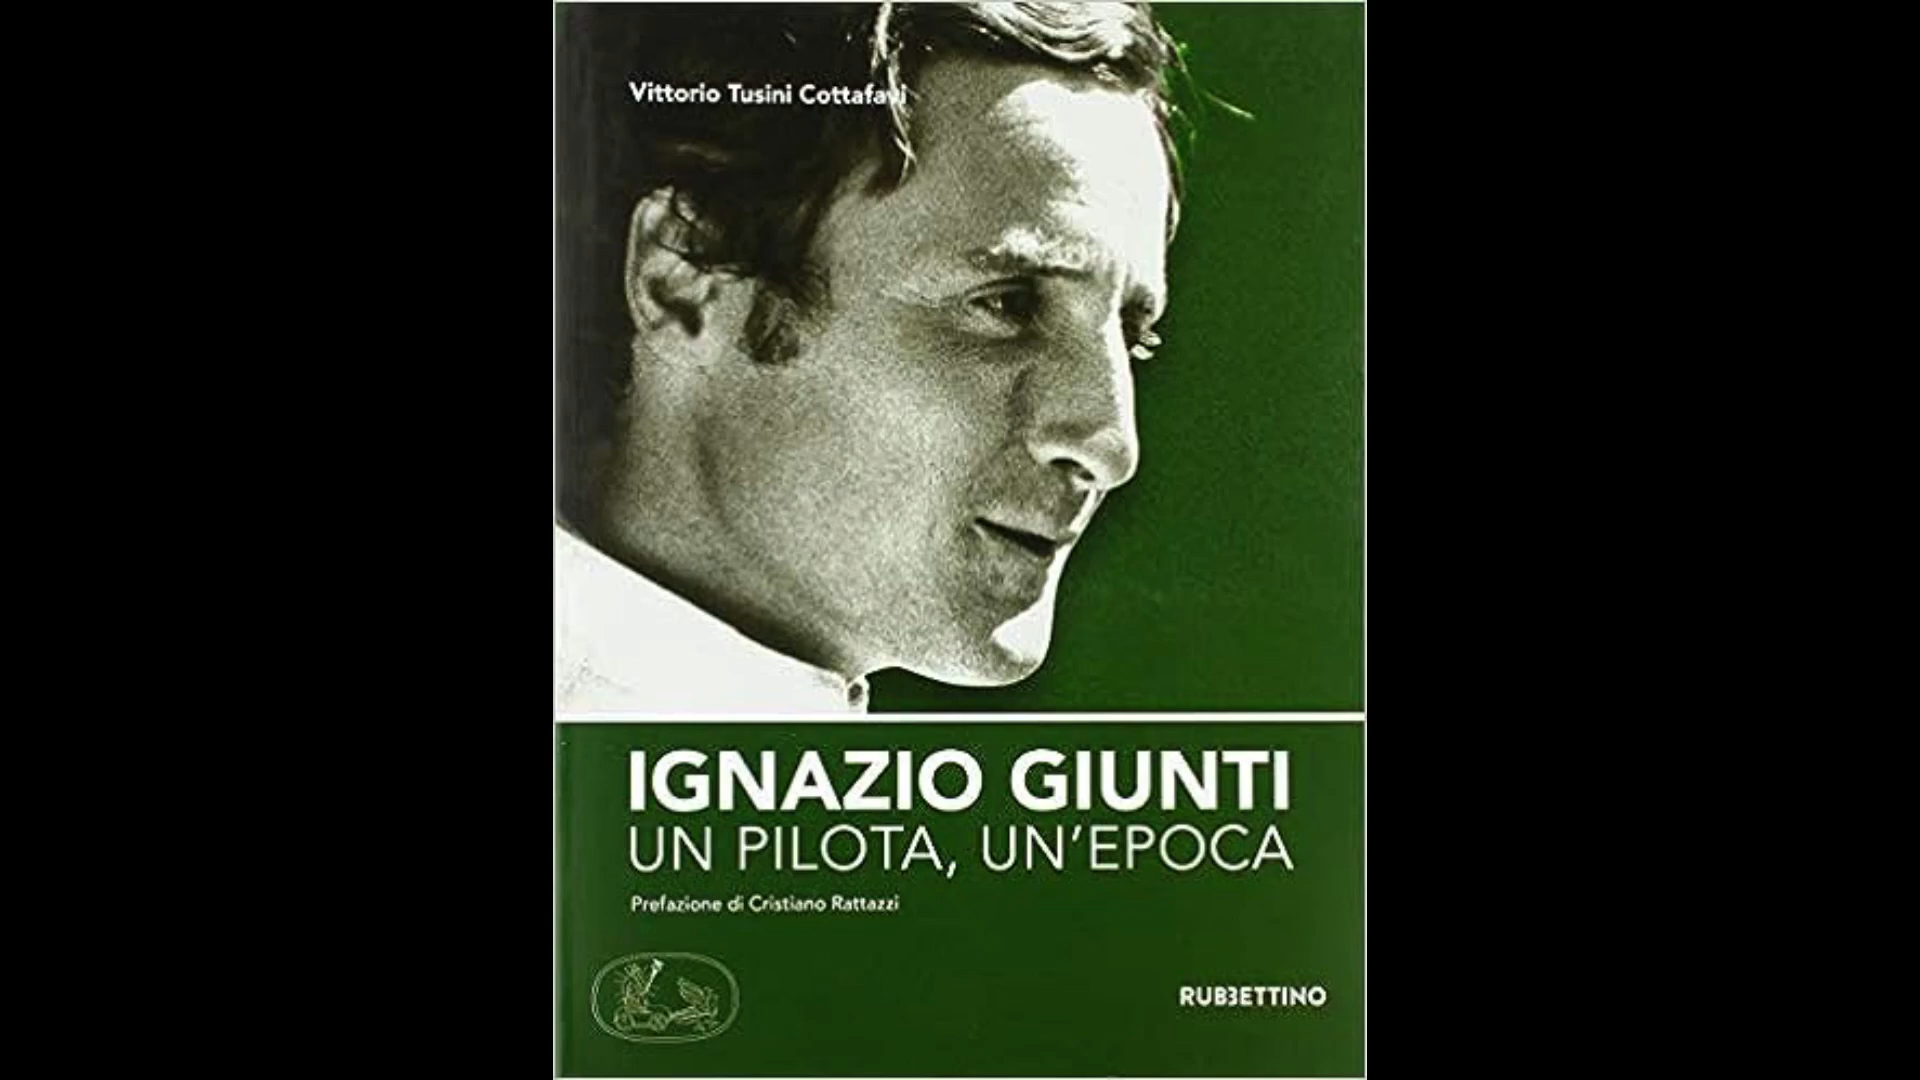 Vittorio Tusini Cottafavi
IGNAZIO GIUNTI
UN PILOTA, UN'EPOCA
Prefazione di Cristiano Rattazzi
RUBBETTINO